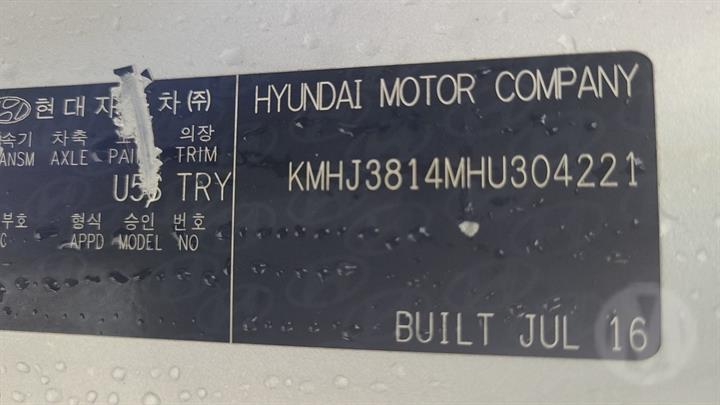 현대자 차㈜
속기 차축 의장
ANSM AXLE PAI TRIM
TRY
부호 형식 승인 번호
C APPD MODEL NO
HYUNDAI MOTOR COMPANY
KMHJ3814MHU304221
BUILT JUL 16